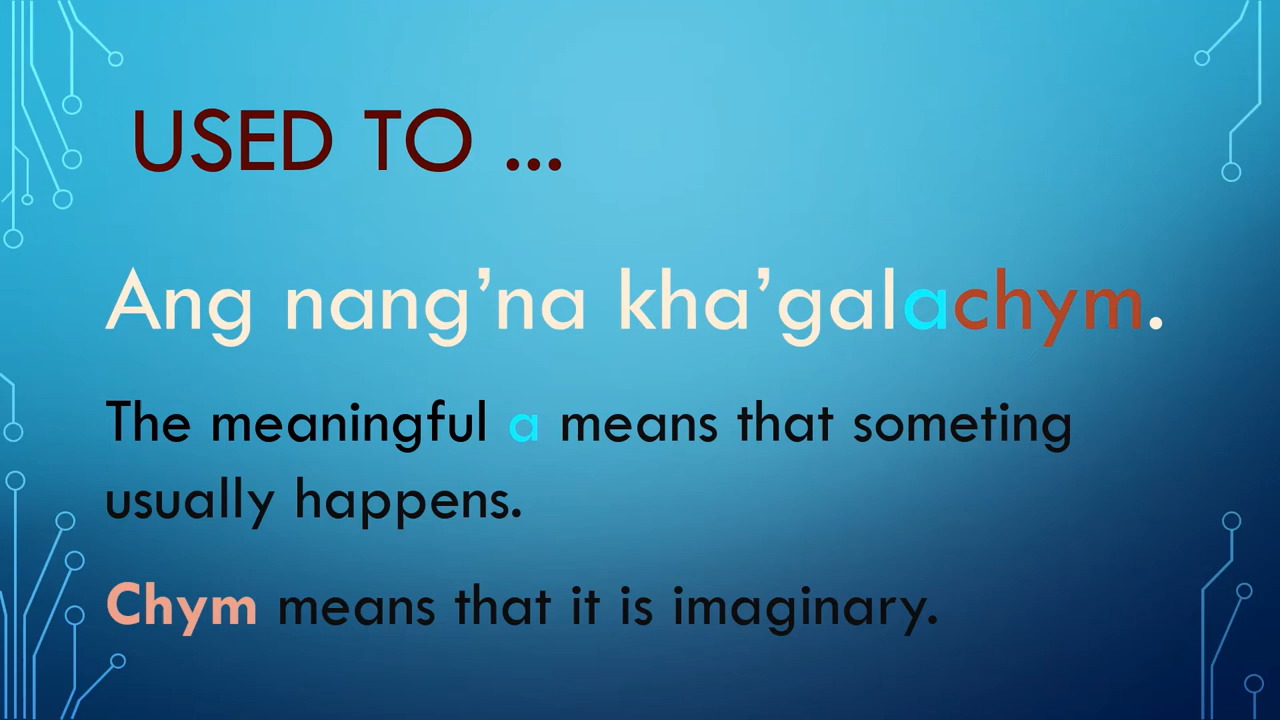 USED TO ...
Ang nang’na kha’galachym.
The meaningful a means that someting
usually happens.
Chym means that it is imaginary.